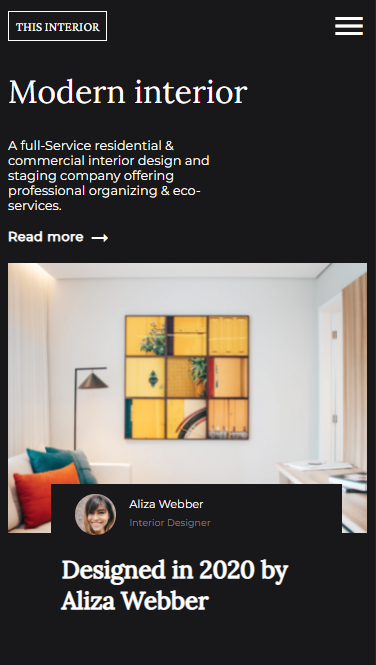 THIS INTERIOR
Modern interior
A full-Service residential &
commercial interior design and
staging company offering
professional organizing & eco-
services.
Read more →
Aliza Webber
Interior Designer
Designed in 2020 by
Aliza Webber